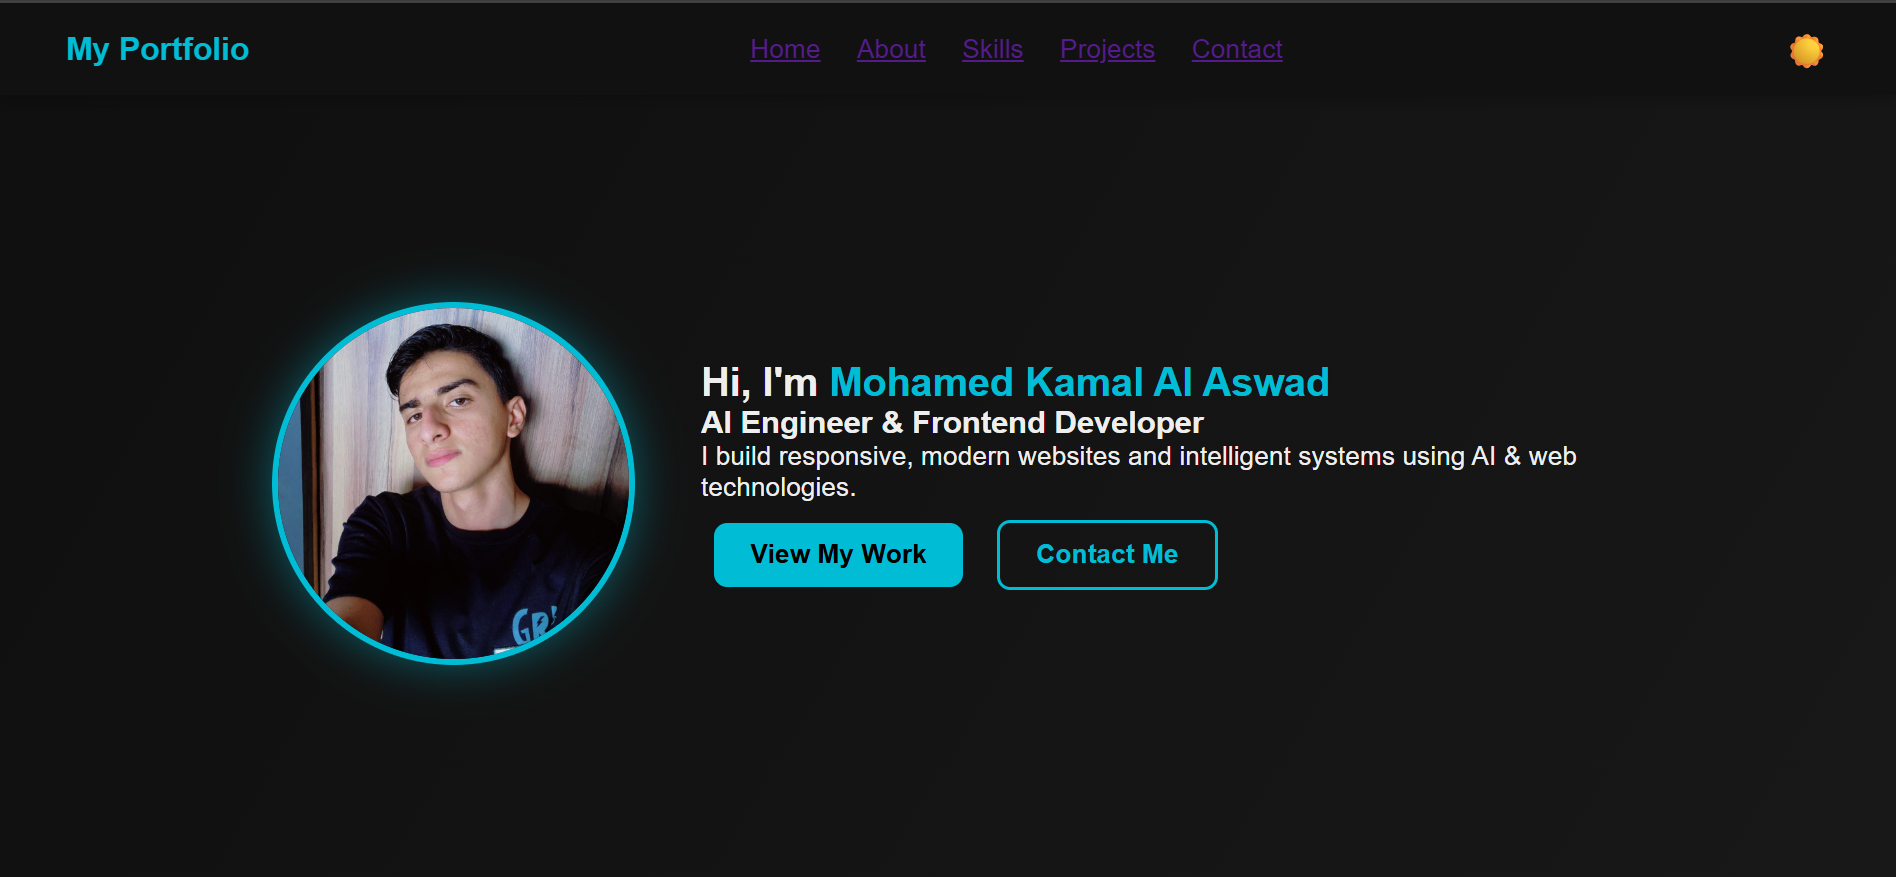 My Portfolio
Home About Skills Projects Contact
Hi, I'm Mohamed Kamal Al Aswad
AI Engineer & Frontend Developer
I build responsive, modern websites and intelligent systems using AI & web
technologies.
View My Work Contact Me